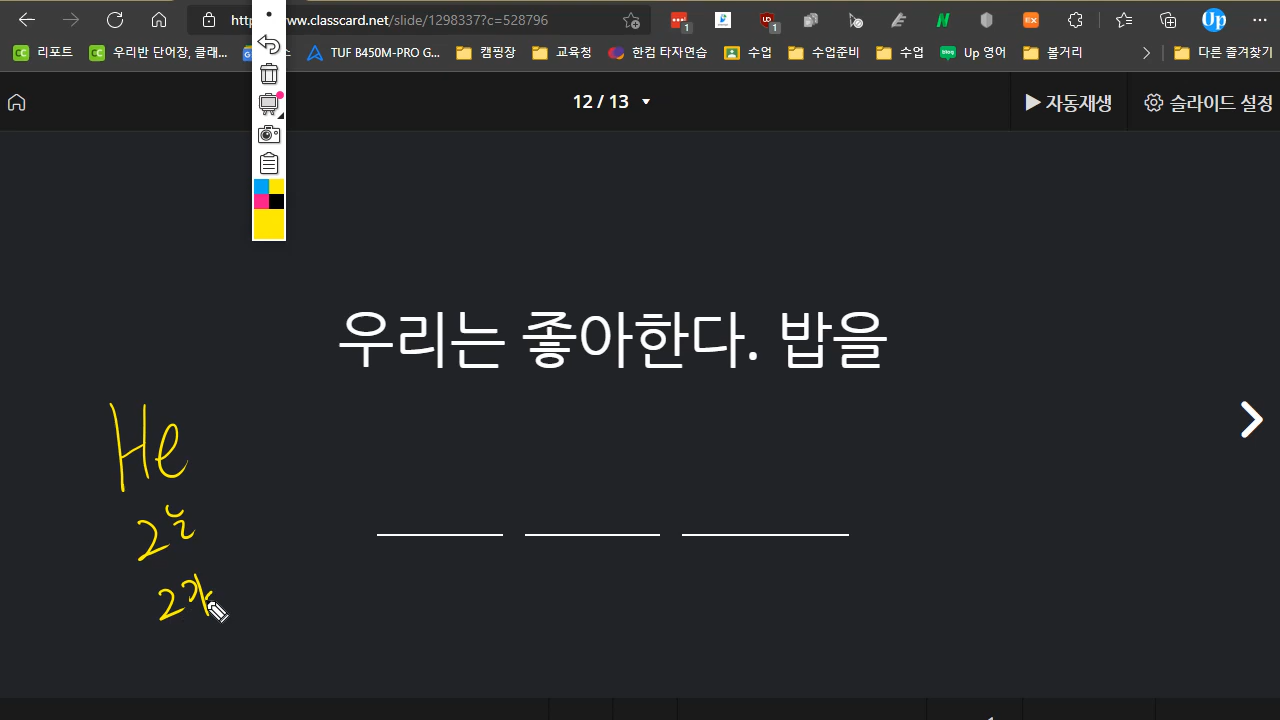 http www.classcard.net/slide/1298337?c=528796
리포트 우리반 단어장, 클래... 스 TUF B450M-PRO G... 캠핑장 교육청 한컴 타자연습 수업 수업준비 수업 Up 영어 볼거리 다른 즐겨찾기
12 / 13 자동재생 슬라이드 설정
우리는 좋아한다. 밥을
He
2
2